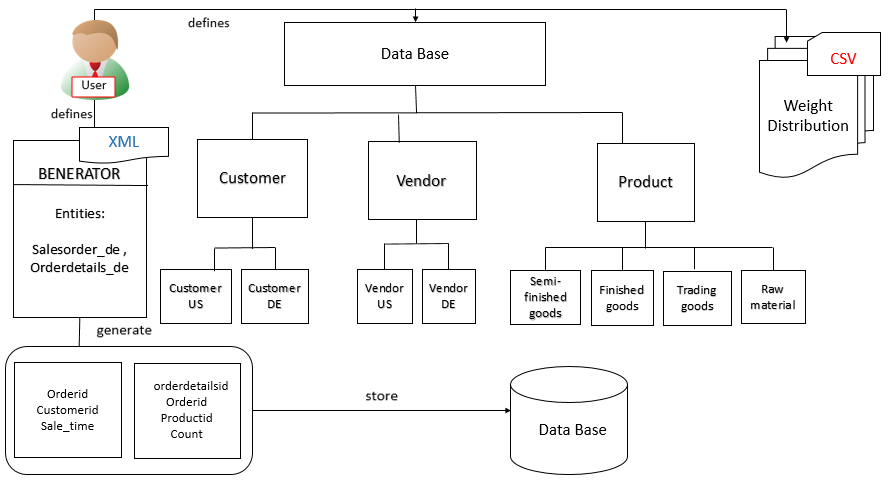 defines
Data Base
CSV
User
Weight
Distribution
defines
XML
BENERATOR
Entities:
Salesorder_de ,
Orderdetails_de
Customer
Vendor
Product
Customer
US
Customer
DE
Vendor
US
Vendor
DE
Semi-
finished
goods
Finished
goods
Trading
goods
Raw
material
generate
Orderid
Customerid
Sale_time
orderdetailsid
Orderid
Productid
Count
store
Data Base